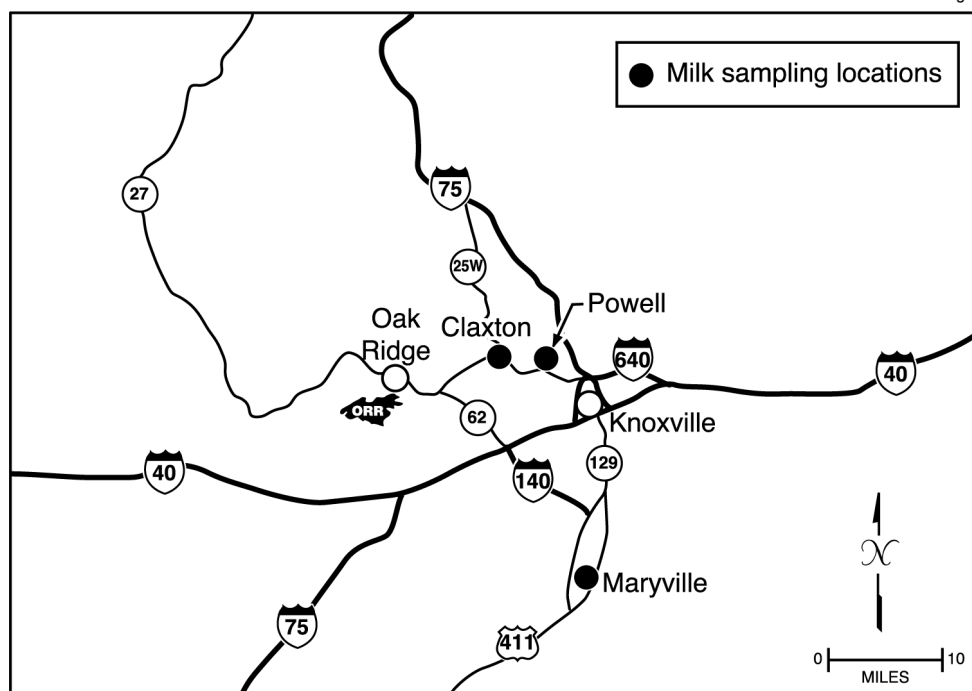 Milk sampling locations
75
27
25W
Powell
Oak
Ridge
Claxton
640
40
ORR
62
Knoxville
129
40
140
N
Maryville
75
411
0 10
MILES